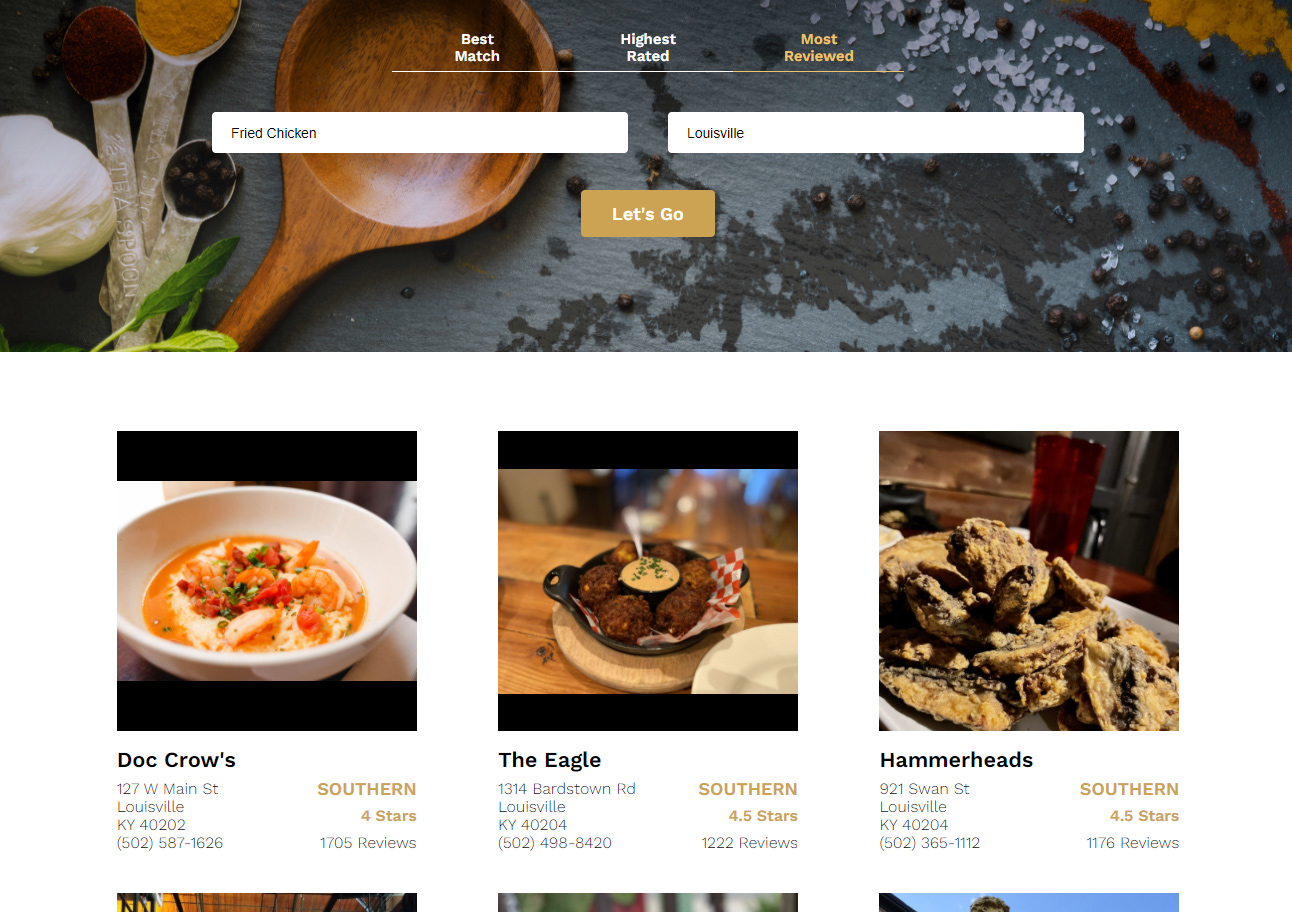 Best
Match
Highest
Rated
Most
Reviewed
Fried Chicken
Louisville
Let's Go
Doc Crow's
127 W Main St
Louisville
KY 40202
(502) 587-1626
SOUTHERN
4 Stars
1705 Reviews
The Eagle
1314 Bardstown Rd
Louisville
KY 40204
(502) 498-8420
SOUTHERN
4.5 Stars
1222 Reviews
Hammerheads
921 Swan St
Louisville
KY 40204
(502) 365-1112
SOUTHERN
4.5 Stars
1176 Reviews